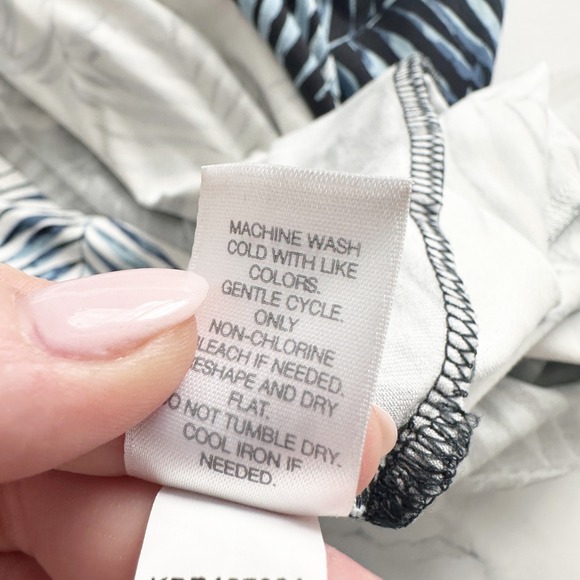 MACHINE WASH
COLD WITH LIKE
COLORS.
GENTLE CYCLE.
ONLY
NON-CHLORINE
LEACH IF NEEDED.
ESHAPE AND DRY
FLAT.
O NOT TUMBLE DRY.
COOL IRON IF
NEEDED.